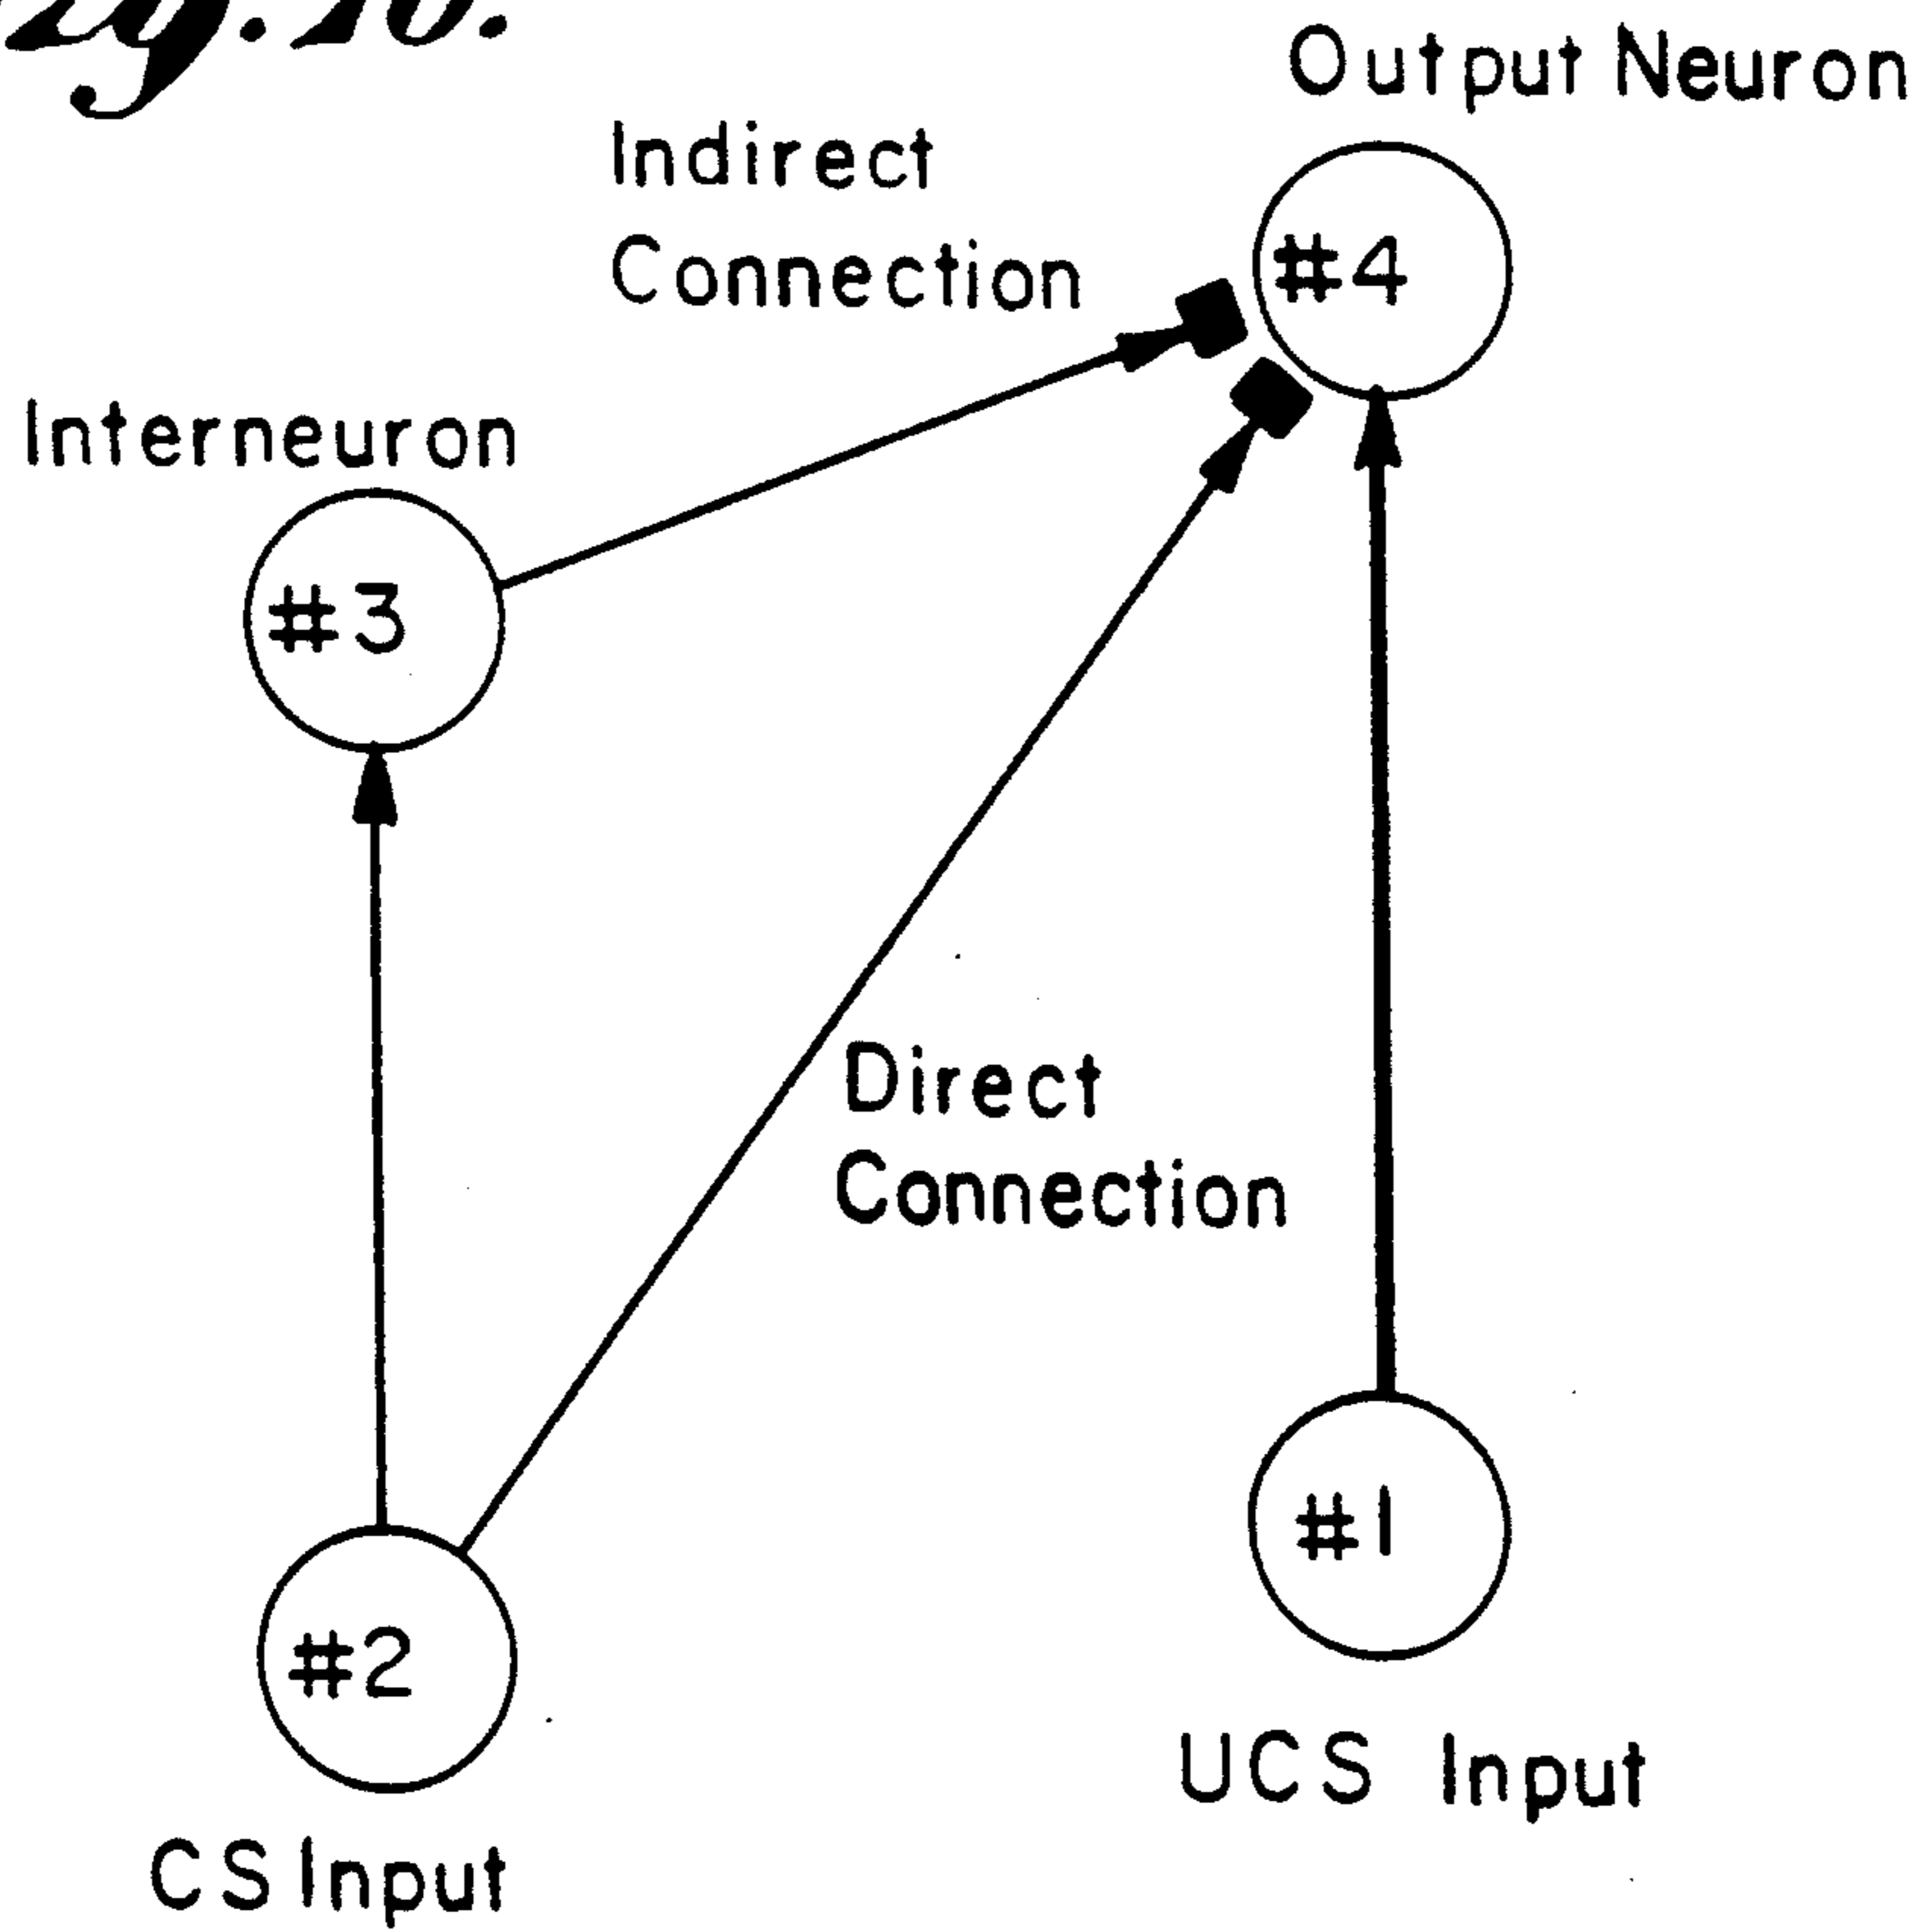 Output Neuron
Indirect
Connection
#4
Interneuron
#3
Direct
Connection
#1
#2
UCS Input
CS Input